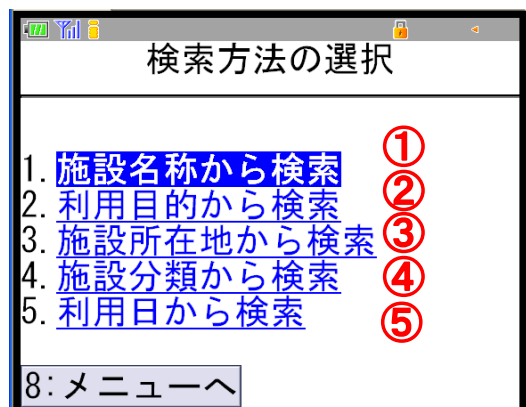 検索方法の選択
①
1. 施設名称から検索
②
2. 利用目的から検索
3. 施設所在地から検索 ③
4. 施設分類から検索 ④
5. 利用日から検索 ⑤
8:メニューへ